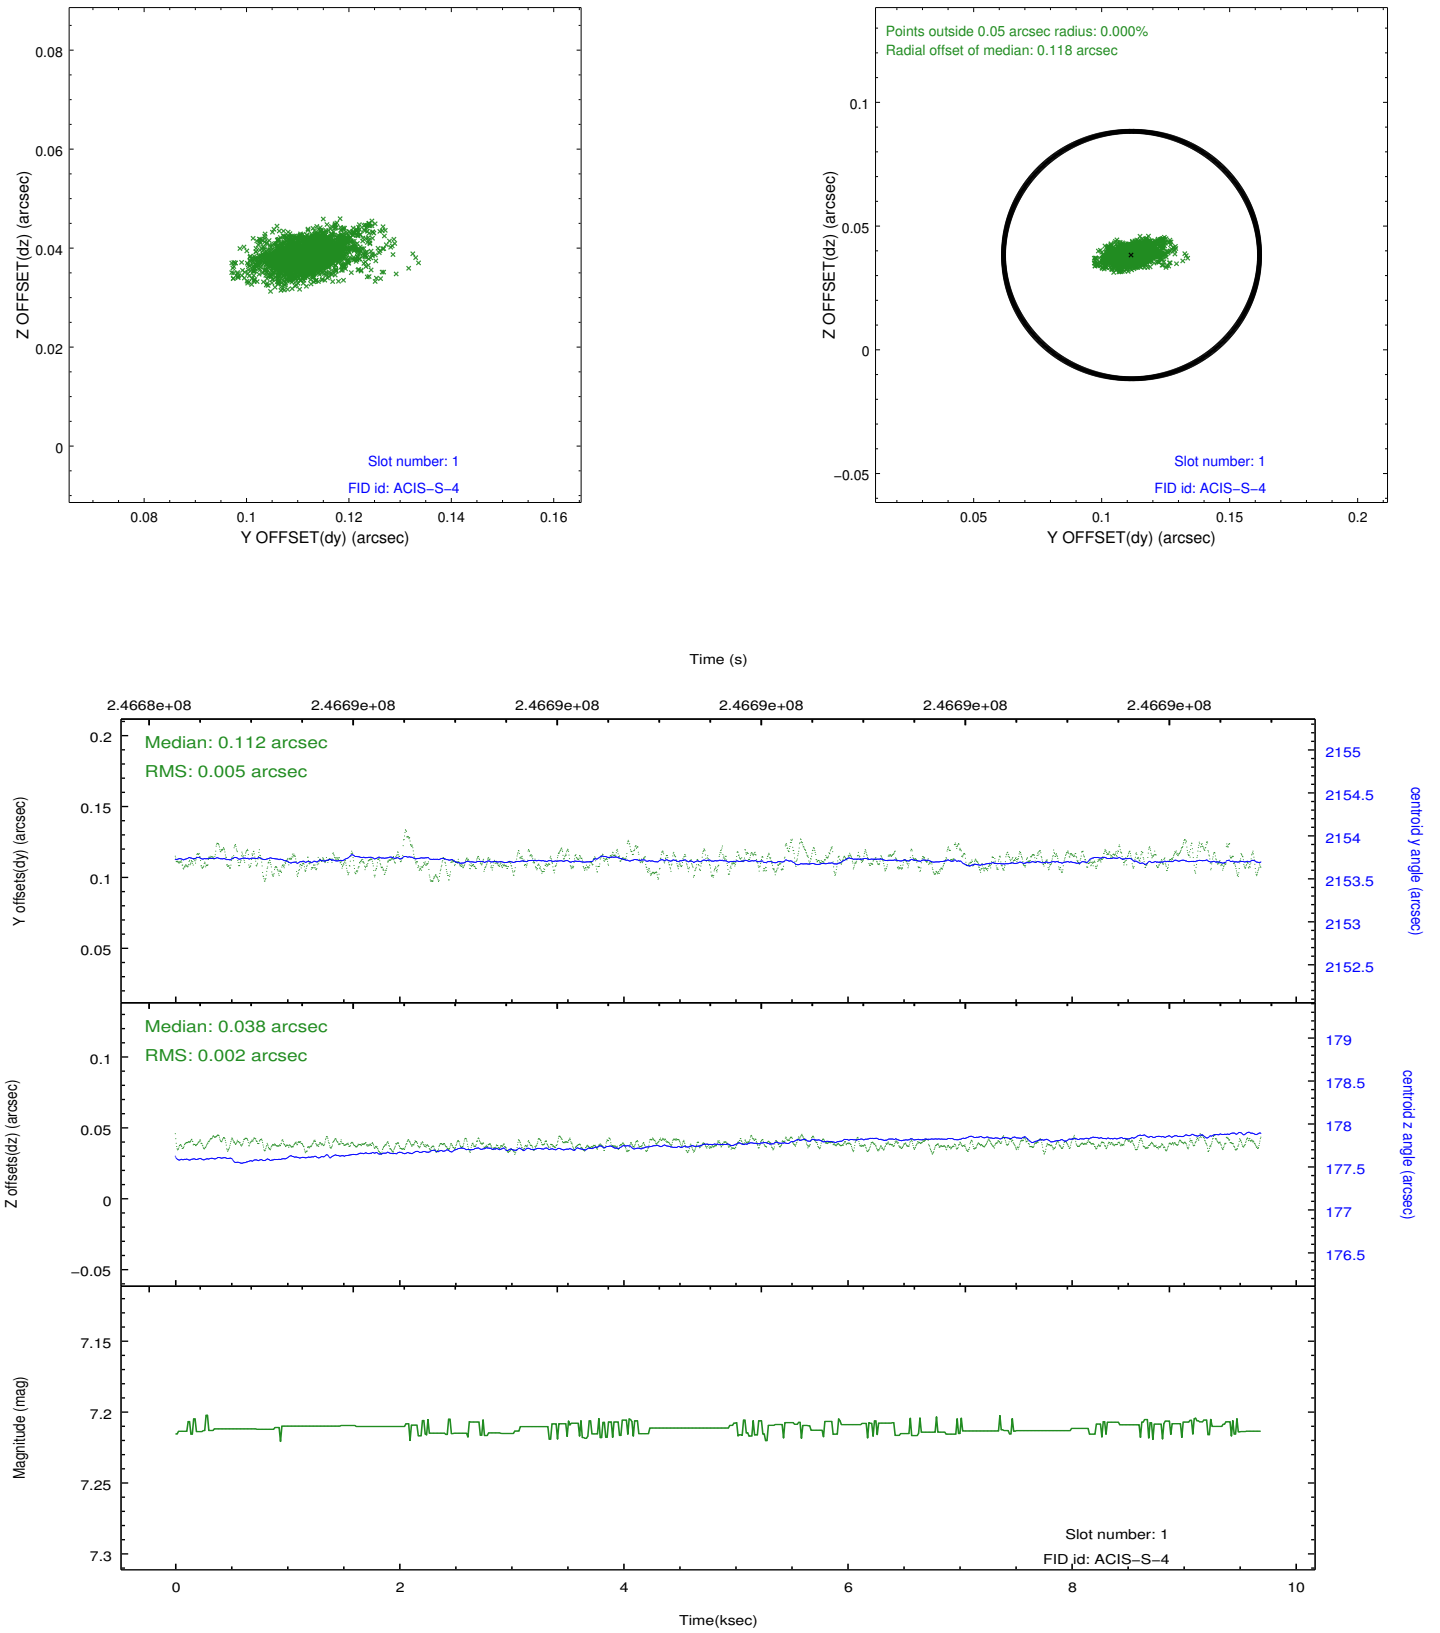 0.08
0.06
0.04
0.02
0
Z OFFSET(dz) (arcsec)
Slot number: 1
FID id: ACIS−S−4
0.08
0.1
0.12
0.14
0.16
Y OFFSET(dy) (arcsec)
Points outside 0.05 arcsec radius: 0.000%
Radial offset of median: 0.118 arcsec
0.1
0.05
0
−0.05
Z OFFSET(dz) (arcsec)
Slot number: 1
FID id: ACIS−S−4
0.05
0.1
0.15
0.2
Y OFFSET(dy) (arcsec)
Time (s)
2.4668e+08
2.4669e+08
2.4669e+08
2.4669e+08
2.4669e+08
2.4669e+08
Median: 0.112 arcsec
RMS: 0.005 arcsec
0.2
0.15
0.1
0.05
Y offsets(dy) (arcsec)
2155
2154.5
2154
2153.5
2153
2152.5
centroid y angle (arcsec)
Median: 0.038 arcsec
RMS: 0.002 arcsec
0.1
0.05
0
−0.05
Z offsets(dz) (arcsec)
179
178.5
178
177.5
177
176.5
centroid z angle (arcsec)
7.15
7.2
7.25
7.3
Magnitude (mag)
Slot number: 1
FID id: ACIS−S−4
0
2
4
6
8
10
Time(ksec)